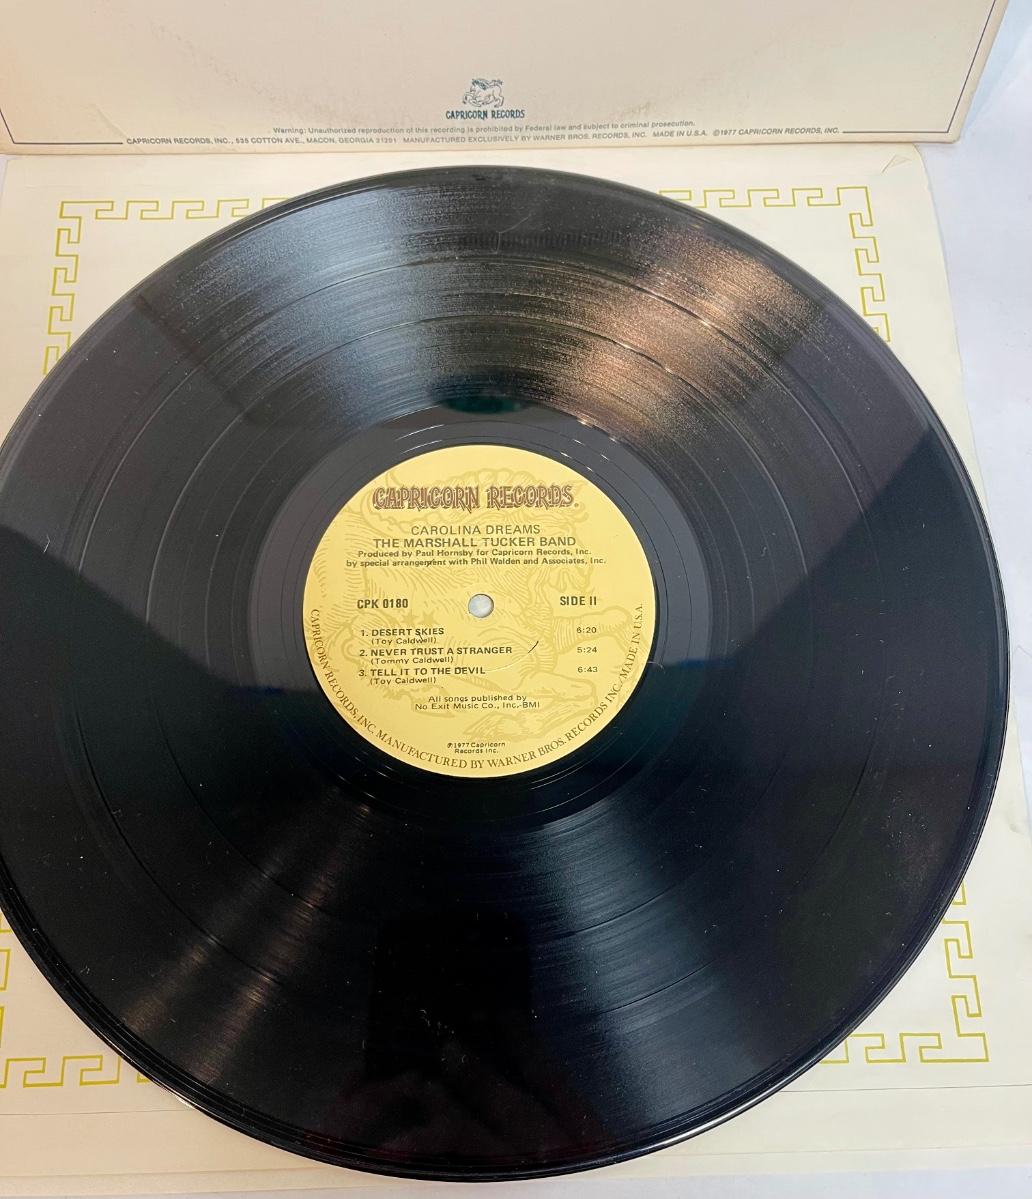 CAPRICORN RECORDS
Warning: Unauthorized reproduction of this recording is prohibited by Federal law and subject to criminal prosecution.
CAPRICORN RECORDS, INC., 535 COTTON AVE., MACON, GEORGIA 31201 MANUFACTURED EXCLUSIVELY BY WARNER BROS. RECORDS, INC. MADE IN U.S.A. ©1977 CAPRICORN RECORDS, INC.
CAPRICORN RECORDS®
CAROLINA DREAMS
THE MARSHALL TUCKER BAND
Produced by Paul Hornsby for Capricorn Records, Inc.
by special arrangement with Phil Walden and Associates, Inc.
CPK 0180 SIDE II
1. DESERT SKIES 6:20
(Toy Caldwell)
2. NEVER TRUST A STRANGER 5:24
(Tommy Caldwell)
3. TELL IT TO THE DEVIL 6:43
(Toy Caldwell)
All songs published by
No Exit Music Co., Inc.-BMI
℗1977 Capricorn
Records Inc.
CAPRICORN RECORDS, INC. MANUFACTURED BY WARNER BROS. RECORDS INC./MADE IN U.S.A.